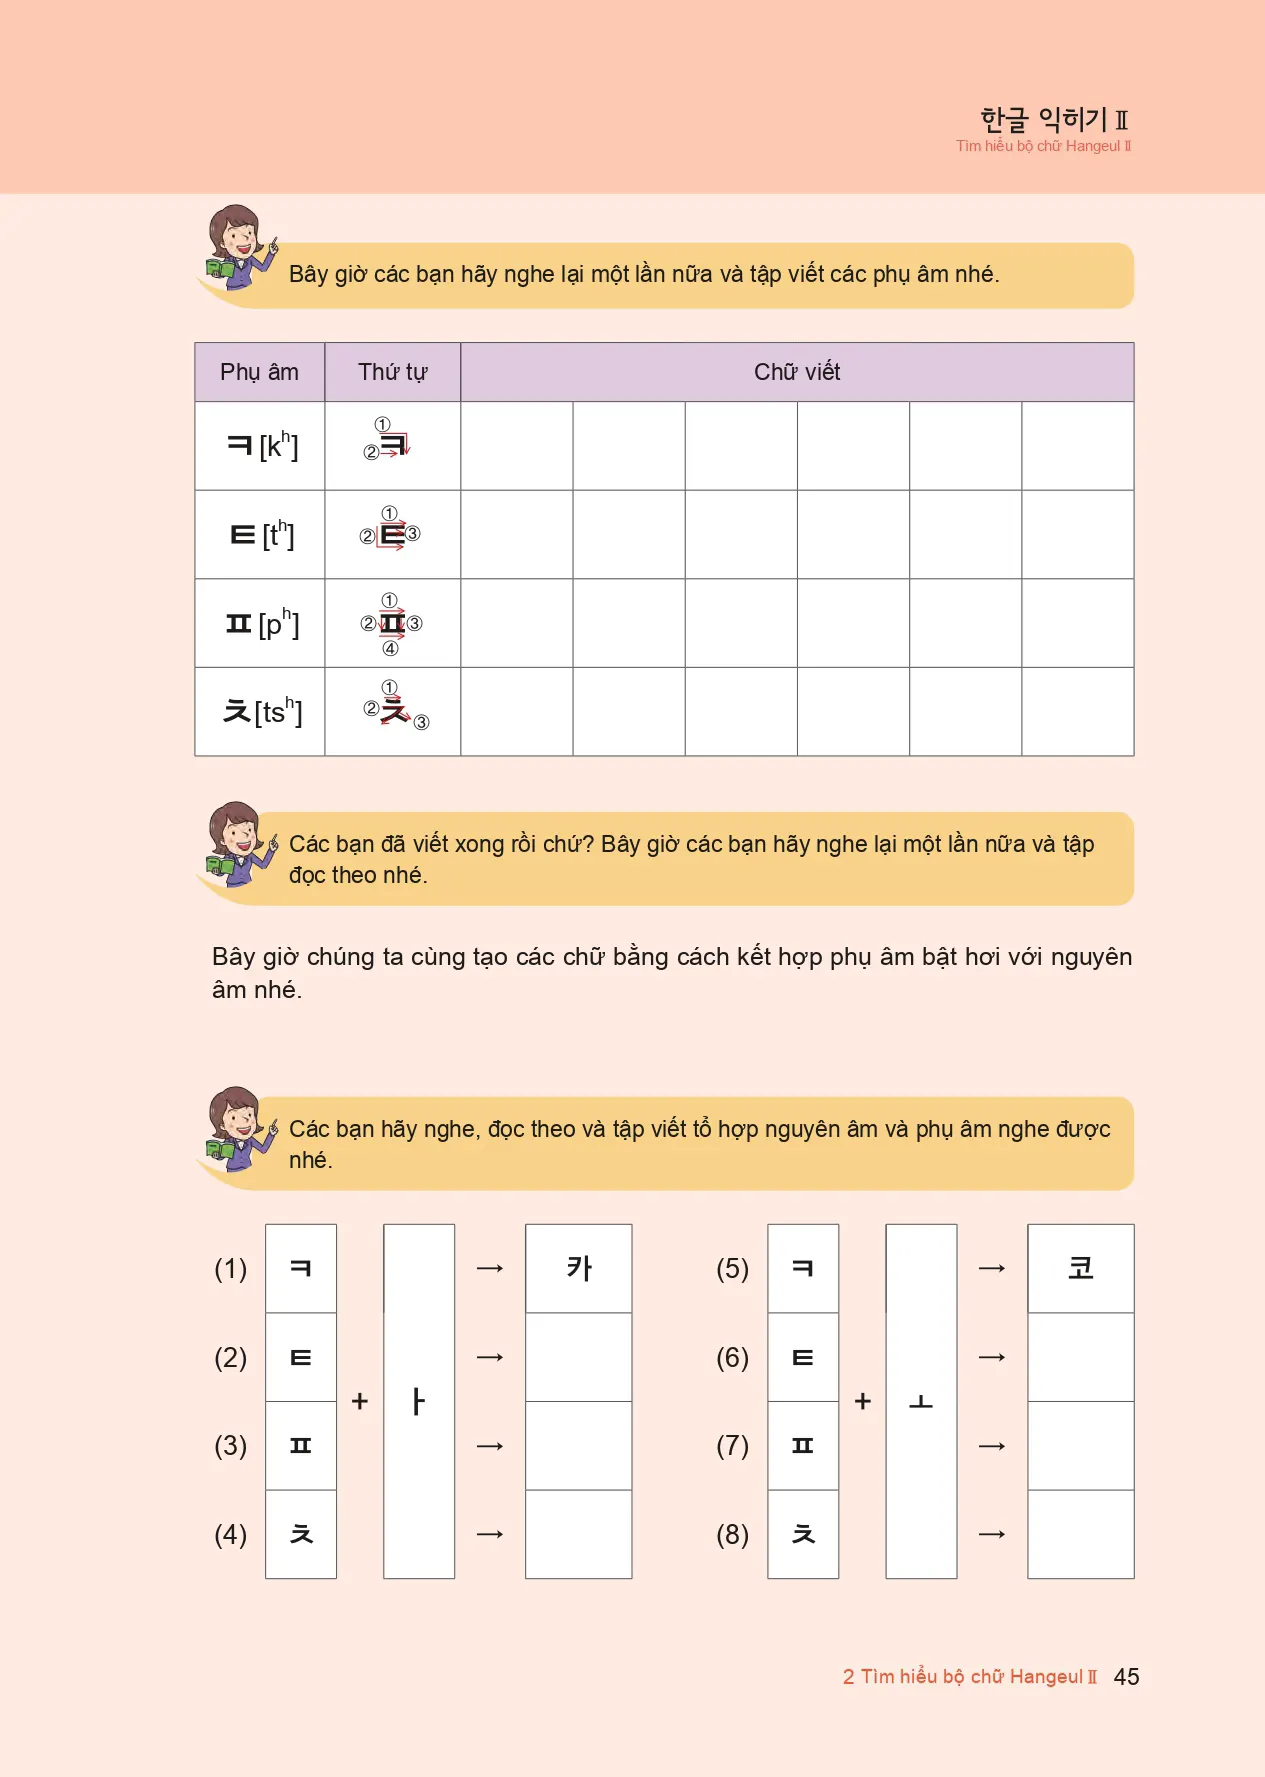 한글 익히기 Ⅱ
Tìm hiểu bộ chữ Hangeul Ⅱ
Bây giờ các bạn hãy nghe lại một lần nữa và tập viết các phụ âm nhé.
Phụ âm Thứ tự Chữ viết
ㅋ[kʰ] ① ② ㅋ
ㅌ[tʰ] ① ② ㅌ ③
ㅍ[pʰ] ① ② ㅍ ③ ④
ㅊ[tsʰ] ① ② ㅊ ③
Các bạn đã viết xong rồi chứ? Bây giờ các bạn hãy nghe lại một lần nữa và tập
đọc theo nhé.
Bây giờ chúng ta cùng tạo các chữ bằng cách kết hợp phụ âm bật hơi với nguyên
âm nhé.
Các bạn hãy nghe, đọc theo và tập viết tổ hợp nguyên âm và phụ âm nghe được
nhé.
(1) ㅋ → 카
(2) ㅌ →
+ ㅏ
(3) ㅍ →
(4) ㅊ →
(5) ㅋ → 코
(6) ㅌ →
+ ㅗ
(7) ㅍ →
(8) ㅊ →
2 Tìm hiểu bộ chữ Hangeul Ⅱ 45